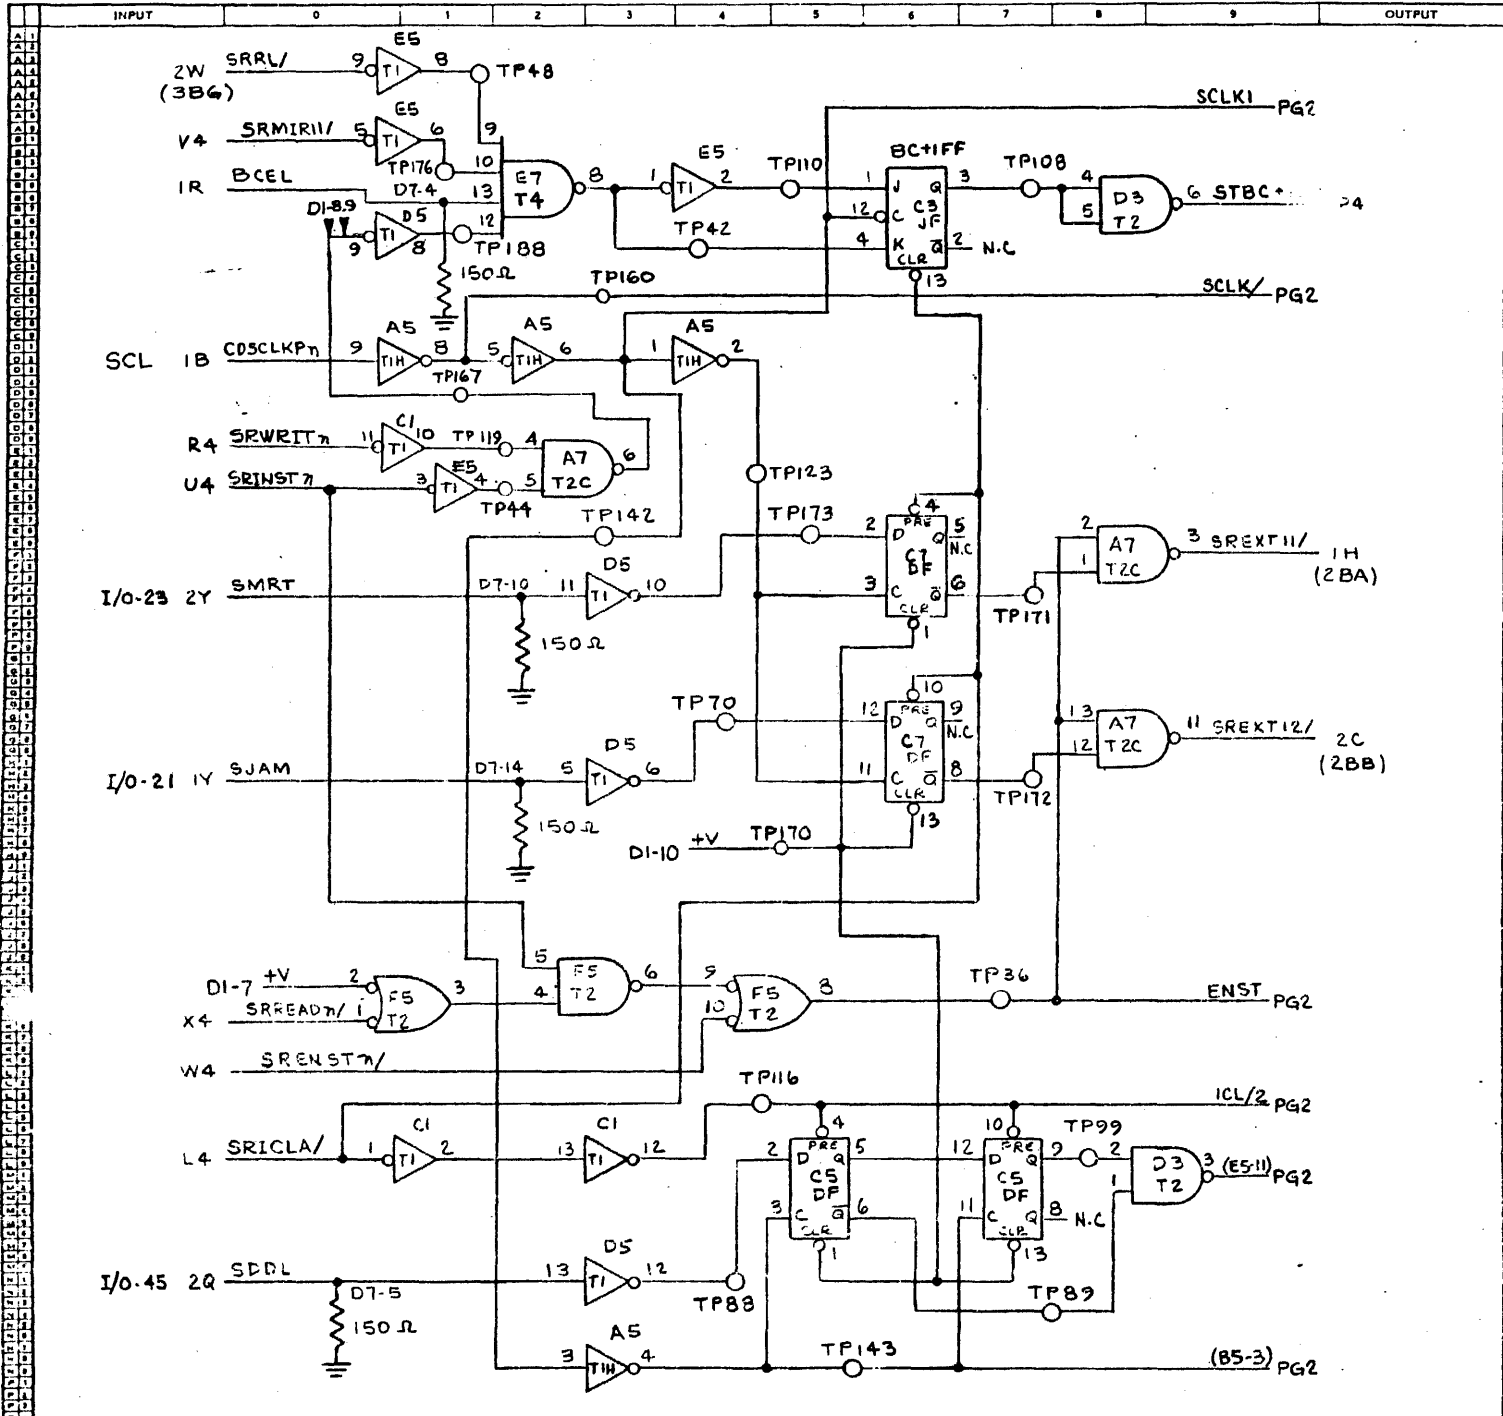 INPUT 0 1 2 3 4 5 6 7 8 9 OUTPUT
2W SRRL/ 9 T1 8 E5 TP48
(3BG)
SCLK1 PG2
V4 SRMIR11/ 5 T1 6 E5 TP176
1R BCEL D7-4
9 10 13 12 E7 T4 8
1 T1 2 E5 TP110
BC+1FF
1 J Q 3
12 C C3 JF
4 K Q 2 N.C
CLR 13
TP108
4 5 D3 T2 6 STBC+
TP42
D1-8.9
9 T1 8 D5 TP188
150Ω
TP160
SCLK/ PG2
SCL 1B CDSCLKPn 9 T1H 8 A5
5 T1H 6 A5
1 T1H 2 A5
TP167
R4 SRWRITn 11 T1 10 C1 TP119 4
A7 T2C 6
U4 SRINSTn 3 T1 4 E5 TP44 5
TP123
TP142
TP173
2 D PRE 4 Q 5 N.C
C7 DF
3 C Q 6
CLR 1
TP171
2 1 A7 T2C 3 SREXT11/ 1H
(2BA)
I/O-23 2Y SMRT D7-10 11 T1 10 D5
150Ω
TP70
12 D PRE 10 Q 9 N.C
C7 DF
11 C Q 8
CLR 13
TP172
13 12 A7 T2C 11 SREXT12/ 2C
(2BB)
I/O-21 1Y SJAM D7-14 5 T1 6 D5
150Ω
D1-10 +V TP170
D1-7 +V 2 F5 T2 3
X4 SRREADn/ 1
5 4 F5 T2 6
9 10 F5 T2 8
TP36
ENST PG2
W4 SRENSTn/
TP116
ICL/2 PG2
L4 SRICLA/ 1 T1 2 C1
13 T1 12 C1
2 D PRE 4 Q 5
C5 DF
3 C Q 6
CLR 1
12 D PRE 10 Q 9
C5 DF
11 C Q 8 N.C
CLR 13
TP99
2 1 D3 T2 3 (E5-11) PG2
I/O-45 2Q SDDL 13 T1 12 D5 TP88
D7-5
150Ω
TP89
3 T1H 4 A5 TP143 (B5-3) PG2